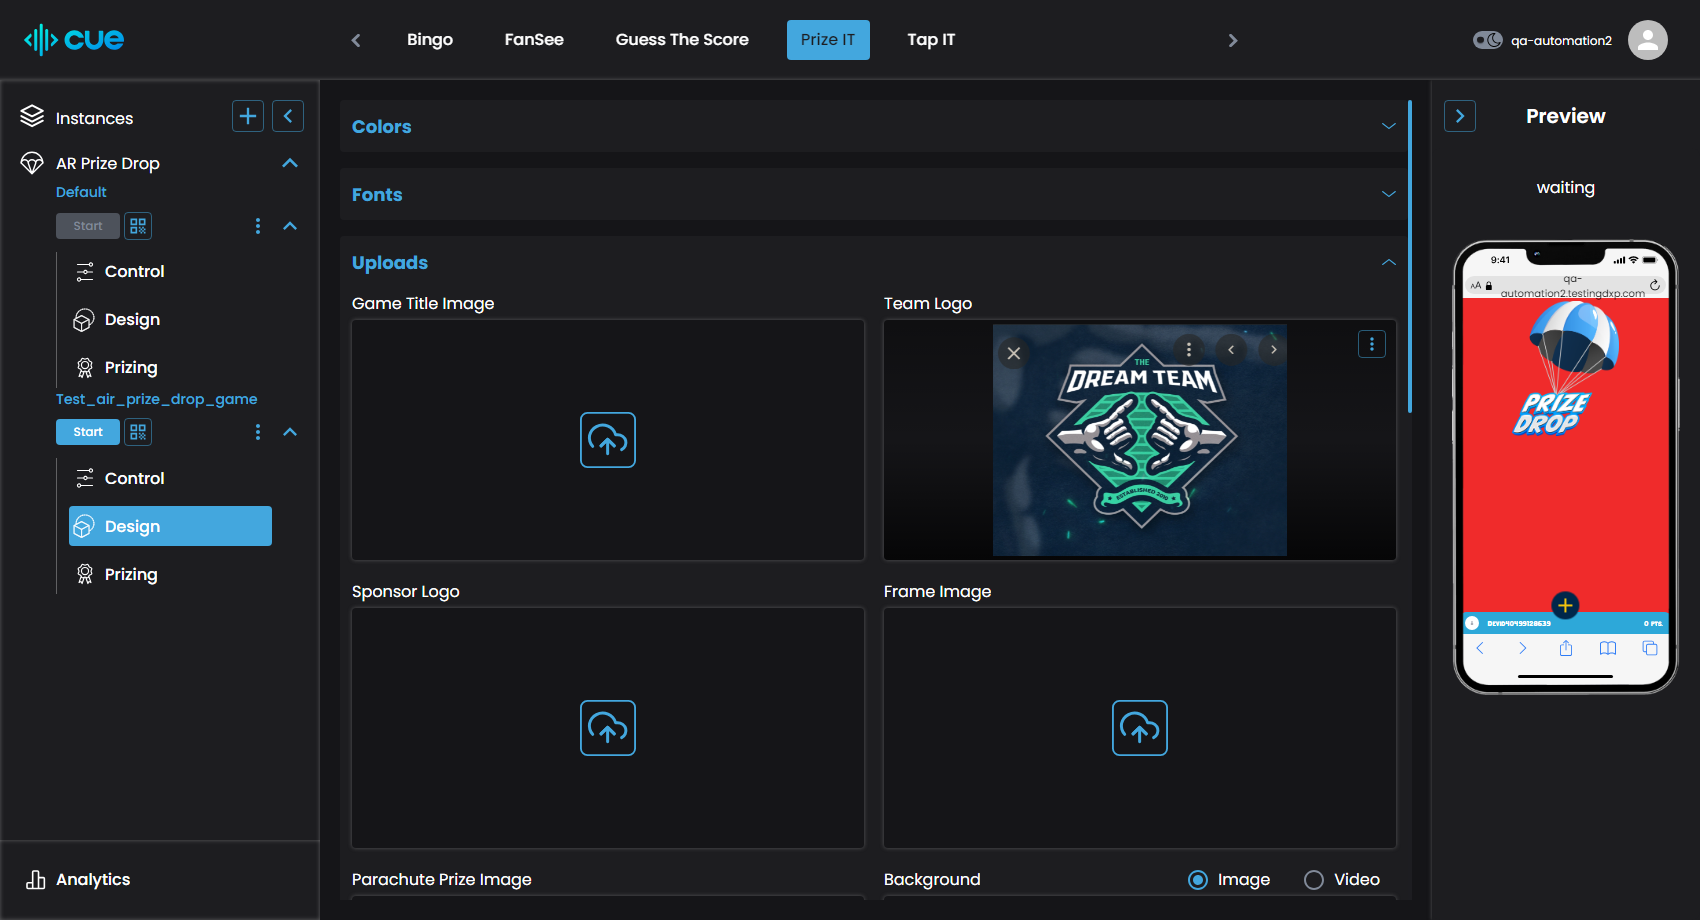 cue
Bingo
FanSee
Guess The Score
Prize IT
Tap IT
qa-automation2
Instances
AR Prize Drop
Default
Start
Control
Design
Prizing
Test_air_prize_drop_game
Start
Control
Design
Prizing
Analytics
Colors
Fonts
Uploads
Game Title Image
Team Logo
THE
DREAM TEAM
ESTABLISHED 2019
Sponsor Logo
Frame Image
Parachute Prize Image
Background
Image
Video
Preview
waiting
9:41
AA
qa-
automation2.testingdxp.com
PRIZE
DROP
0 PTS.